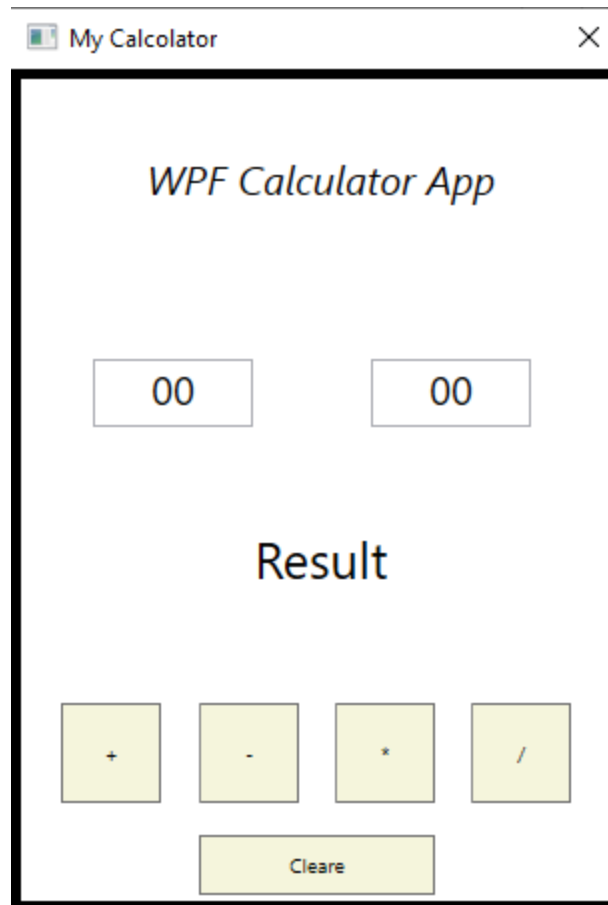 My Calcolator
WPF Calculator App
00 00
Result
+ - * /
Cleare